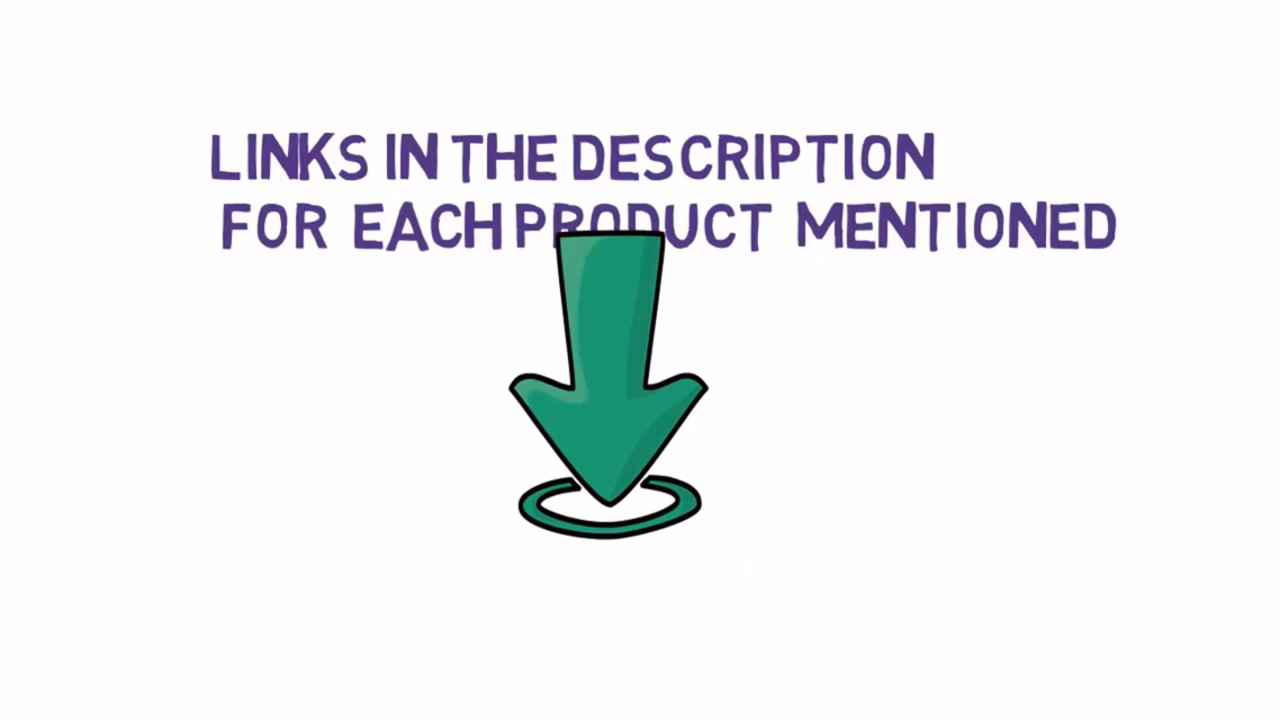 LINKS IN THE DESCRIPTION
FOR EACH PRODUCT MENTIONED